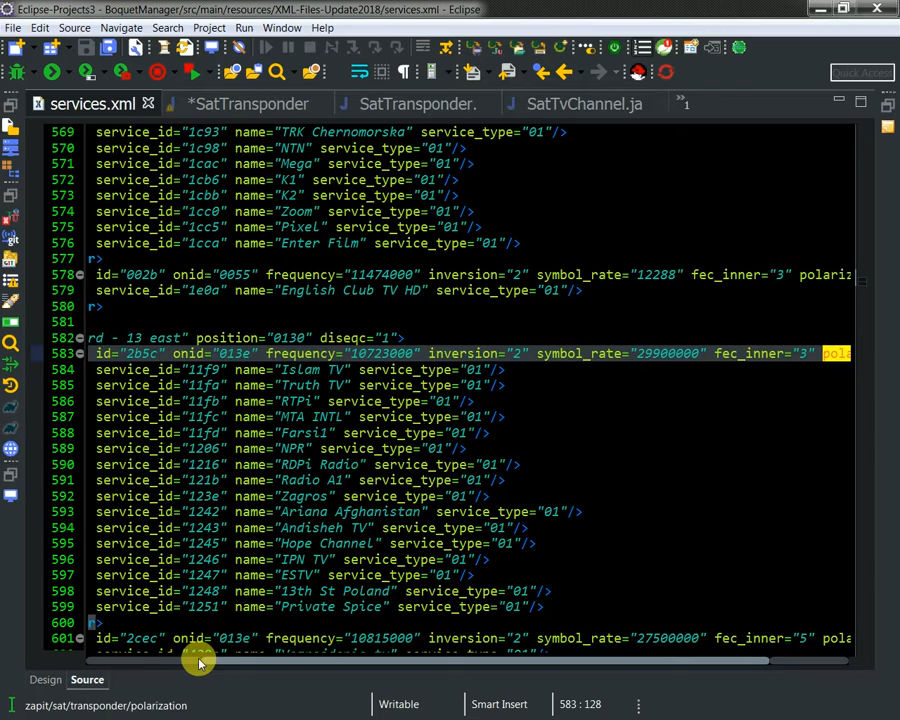 Eclipse-Projects3 - BoquetManager/src/main/resources/XML-Files-Update2018/services.xml - Eclipse
File Edit Source Navigate Search Project Run Window Help
Quick Access
services.xml *SatTransponder SatTransponder. SatTvChannel.ja »1
569 service_id="1c93" name="TRK Chernomorska" service_type="01"/>
570 service_id="1c98" name="NTN" service_type="01"/>
571 service_id="1cac" name="Mega" service_type="01"/>
572 service_id="1cb6" name="K1" service_type="01"/>
573 service_id="1cbb" name="K2" service_type="01"/>
574 service_id="1cc0" name="Zoom" service_type="01"/>
575 service_id="1cc5" name="Pixel" service_type="01"/>
576 service_id="1cca" name="Enter Film" service_type="01"/>
577 r>
578 id="002b" onid="0055" frequency="11474000" inversion="2" symbol_rate="12288" fec_inner="3" polariz
579 service_id="1e0a" name="English Club TV HD" service_type="01"/>
580 r>
581
582 rd - 13 east" position="0130" diseqc="1">
583 id="2b5c" onid="013e" frequency="10723000" inversion="2" symbol_rate="29900000" fec_inner="3" pola
584 service_id="11f9" name="Islam TV" service_type="01"/>
585 service_id="11fa" name="Truth TV" service_type="01"/>
586 service_id="11fb" name="RTPi" service_type="01"/>
587 service_id="11fc" name="MTA INTL" service_type="01"/>
588 service_id="11fd" name="Farsi1" service_type="01"/>
589 service_id="1206" name="NPR" service_type="01"/>
590 service_id="1216" name="RDPi Radio" service_type="01"/>
591 service_id="121b" name="Radio A1" service_type="01"/>
592 service_id="123e" name="Zagros" service_type="01"/>
593 service_id="1242" name="Ariana Afghanistan" service_type="01"/>
594 service_id="1243" name="Andisheh TV" service_type="01"/>
595 service_id="1245" name="Hope Channel" service_type="01"/>
596 service_id="1246" name="IPN TV" service_type="01"/>
597 service_id="1247" name="ESTV" service_type="01"/>
598 service_id="1248" name="13th St Poland" service_type="01"/>
599 service_id="1251" name="Private Spice" service_type="01"/>
600 r>
601 id="2cec" onid="013e" frequency="10815000" inversion="2" symbol_rate="27500000" fec_inner="5" pola
Design Source
zapit/sat/transponder/polarization Writable Smart Insert 583 : 128